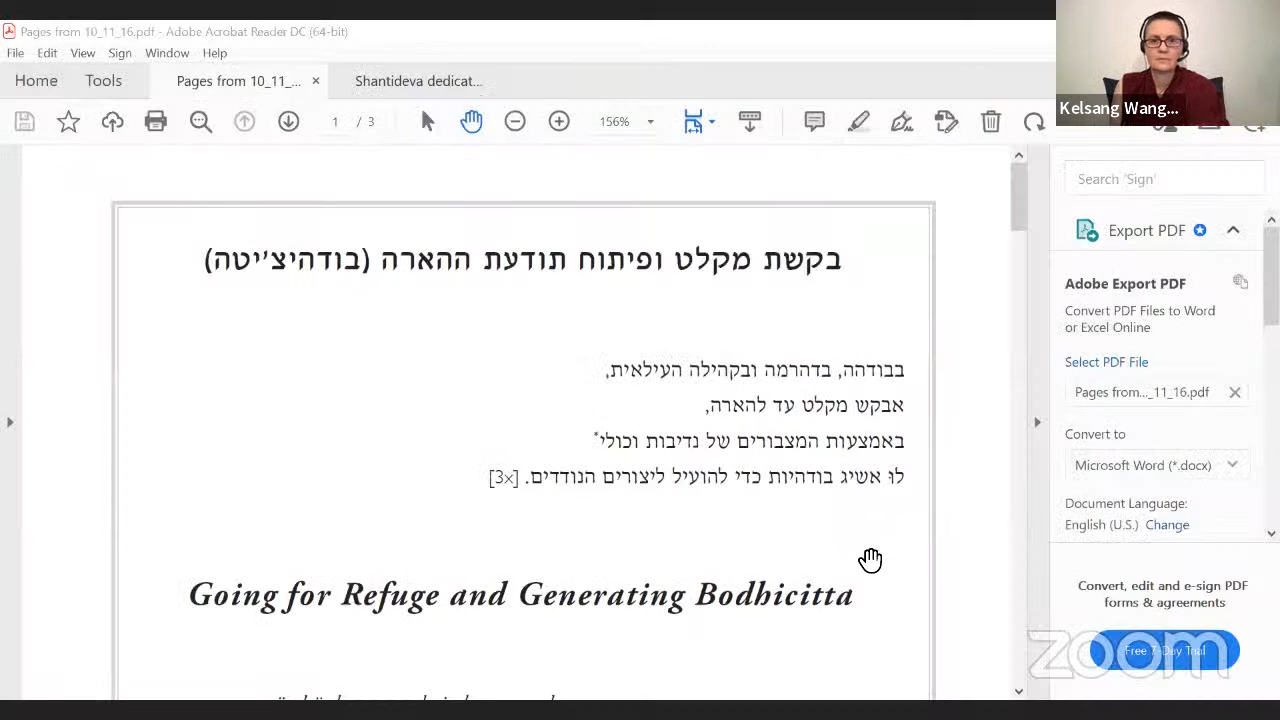 Pages from 10_11_16.pdf - Adobe Acrobat Reader DC (64-bit)
File Edit View Sign Window Help
Home Tools Pages from 10_11_... × Shantideva dedicat...
1 / 3 156%
Kelsang Wang...
בקשת מקלט ופיתוח תודעת ההארה (בודהיצ׳יטה)
בבודהה, בדהרמה ובקהילה העילאית,
אבקש מקלט עד להארה,
באמצעות המצבורים של נדיבות וכולי*
לוּ אשיג בודהיות כדי להועיל ליצורים הנודדים. [3x]
Going for Refuge and Generating Bodhicitta
Search 'Sign'
Export PDF
Adobe Export PDF
Convert PDF Files to Word
or Excel Online
Select PDF File
Pages from..._11_16.pdf
Convert to
Microsoft Word (*.docx)
Document Language:
English (U.S.) Change
Convert, edit and e-sign PDF
forms & agreements
Free 7-Day Trial
zoom